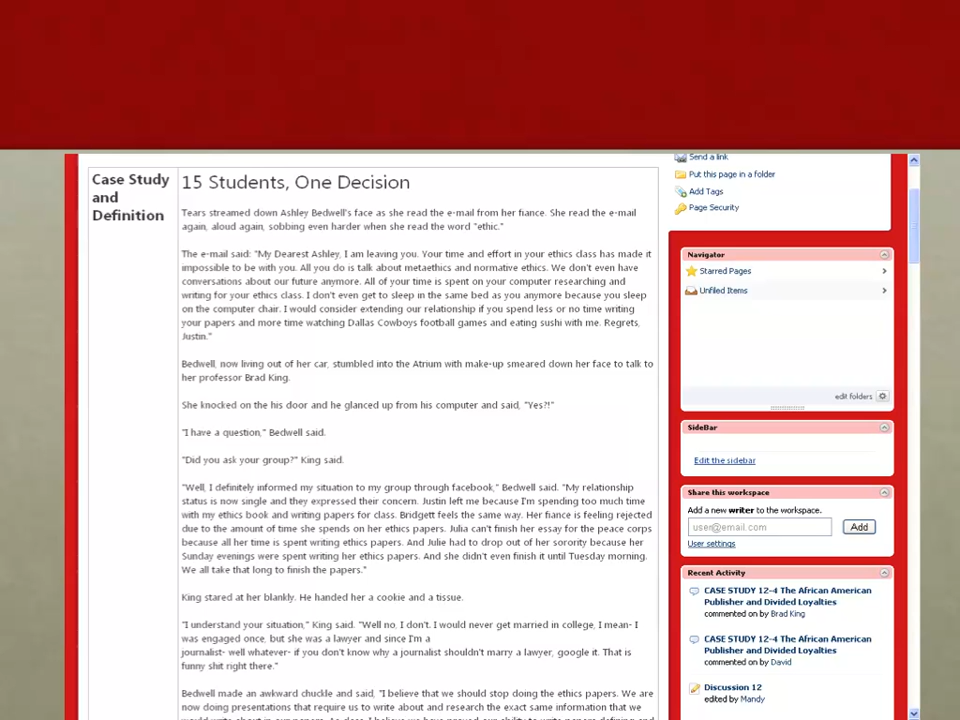 Case Study
and
Definition
15 Students, One Decision
Tears streamed down Ashley Bedwell's face as she read the e-mail from her fiance. She read the e-mail
again, aloud again, sobbing even harder when she read the word "ethic."
The e-mail said: "My Dearest Ashley, I am leaving you. Your time and effort in your ethics class has made it
impossible to be with you. All you do is talk about metaethics and normative ethics. We don't even have
conversations about our future anymore. All of your time is spent on your computer researching and
writing for your ethics class. I don't even get to sleep in the same bed as you anymore because you sleep
on the computer chair. I would consider extending our relationship if you spend less or no time writing
your papers and more time watching Dallas Cowboys football games and eating sushi with me. Regrets,
Justin."
Bedwell, now living out of her car, stumbled into the Atrium with make-up smeared down her face to talk to
her professor Brad King.
She knocked on the his door and he glanced up from his computer and said, "Yes?!"
"I have a question," Bedwell said.
"Did you ask your group?" King said.
"Well, I definitely informed my situation to my group through facebook," Bedwell said. "My relationship
status is now single and they expressed their concern. Justin left me because I'm spending too much time
with my ethics book and writing papers for class. Bridgett feels the same way. Her fiance is feeling rejected
due to the amount of time she spends on her ethics papers. Julia can't finish her essay for the peace corps
because all her time is spent writing ethics papers. And Julie had to drop out of her sorority because her
Sunday evenings were spent writing her ethics papers. And she didn't even finish it until Tuesday morning.
We all take that long to finish the papers."
King stared at her blankly. He handed her a cookie and a tissue.
"I understand your situation," King said. "Well no, I don't. I would never get married in college, I mean- I
was engaged once, but she was a lawyer and since I'm a
journalist- well whatever- if you don't know why a journalist shouldn't marry a lawyer, google it. That is
funny shit right there."
Bedwell made an awkward chuckle and said, "I believe that we should stop doing the ethics papers. We are
now doing presentations that require us to write about and research the exact same information that we
Send a link
Put this page in a folder
Add Tags
Page Security
Navigator
Starred Pages
Unfiled Items
edit folders
SideBar
Edit the sidebar
Share this workspace
Add a new writer to the workspace.
user@email.com
Add
User settings
Recent Activity
CASE STUDY 12-4 The African American
Publisher and Divided Loyalties
commented on by Brad King
CASE STUDY 12-4 The African American
Publisher and Divided Loyalties
commented on by David
Discussion 12
edited by Mandy